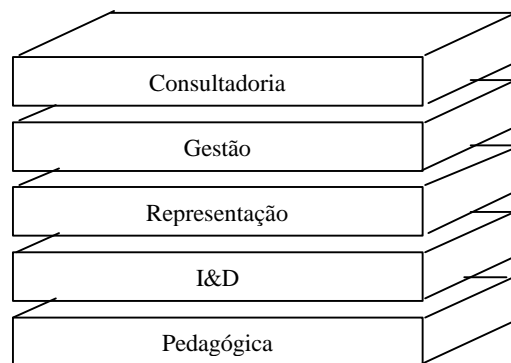 Consultadoria
Gestão
Representação
I&D
Pedagógica